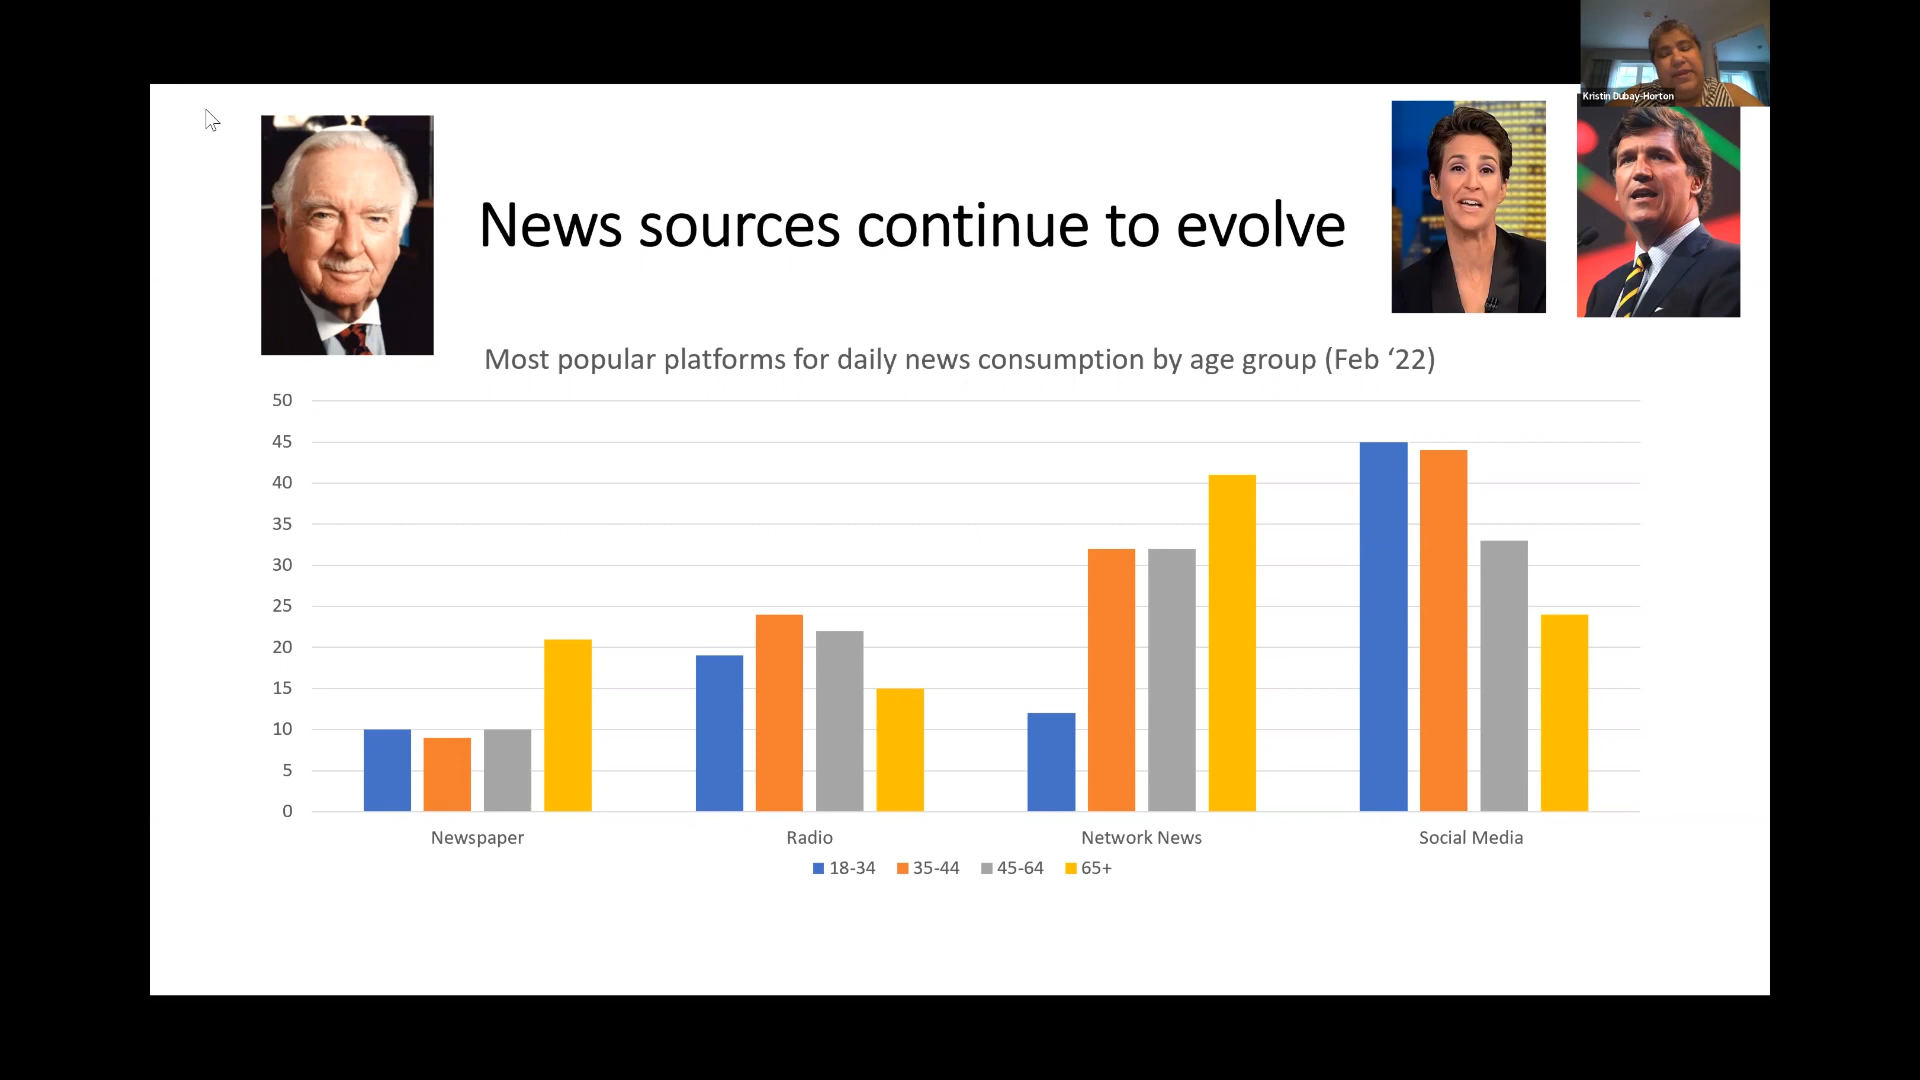 Kristin Dubay-Horton
News sources continue to evolve
Most popular platforms for daily news consumption by age group (Feb ‘22)
50
45
40
35
30
25
20
15
10
5
0
Newspaper Radio Network News Social Media
18-34 35-44 45-64 65+